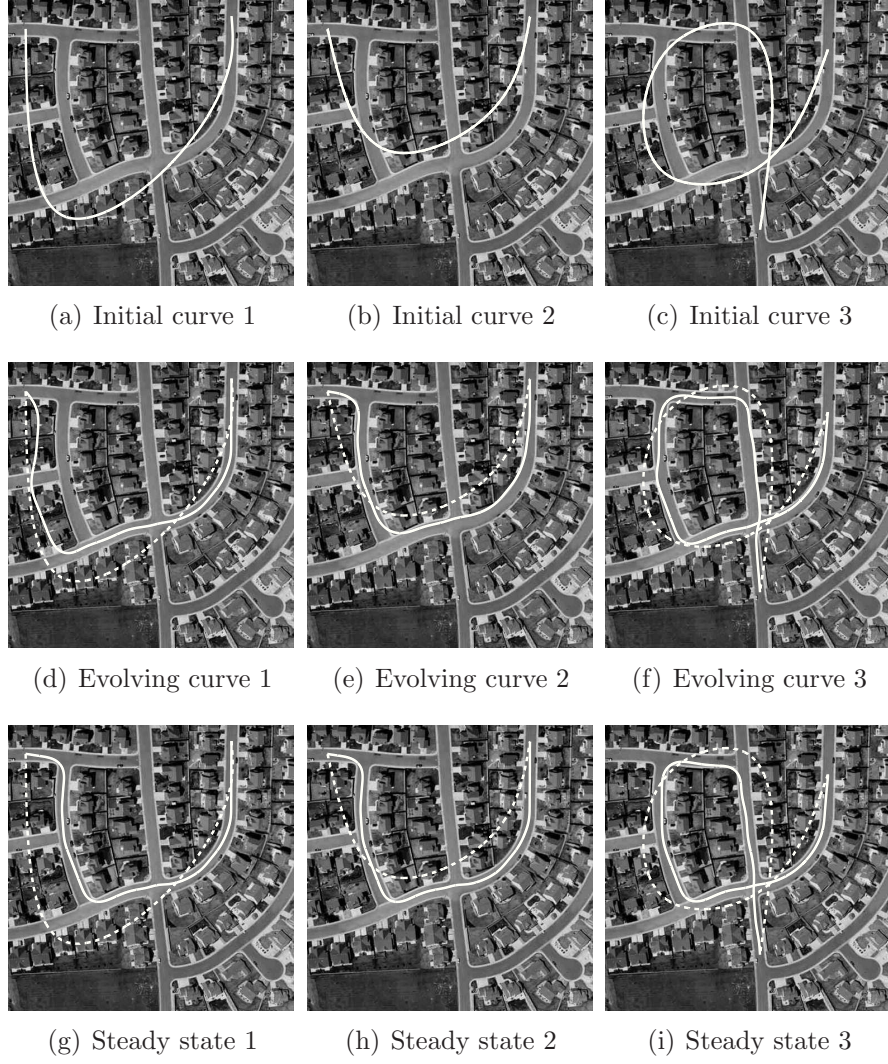 (a) Initial curve 1
(b) Initial curve 2
(c) Initial curve 3
(d) Evolving curve 1
(e) Evolving curve 2
(f) Evolving curve 3
(g) Steady state 1
(h) Steady state 2
(i) Steady state 3